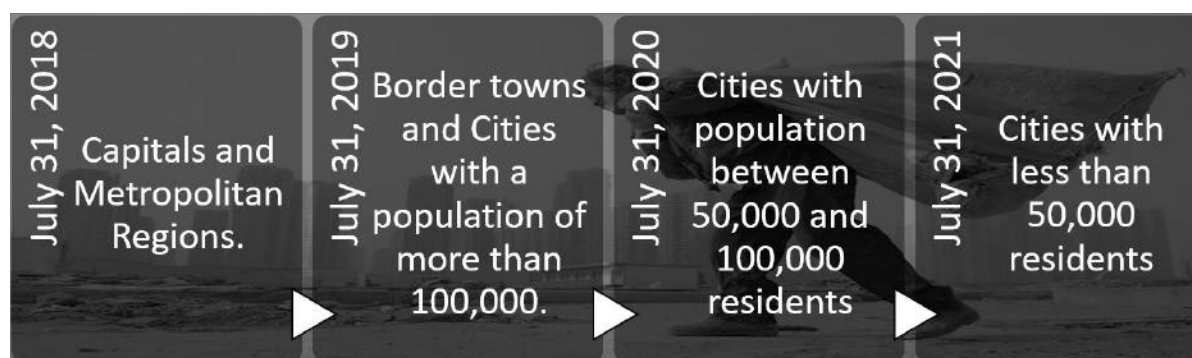 July 31, 2018
Capitals and
Metropolitan
Regions.
July 31, 2019
Border towns
and Cities
with a
population of
more than
100,000.
July 31, 2020
Cities with
population
between
50,000 and
100,000
residents
July 31, 2021
Cities with
less than
50,000
residents